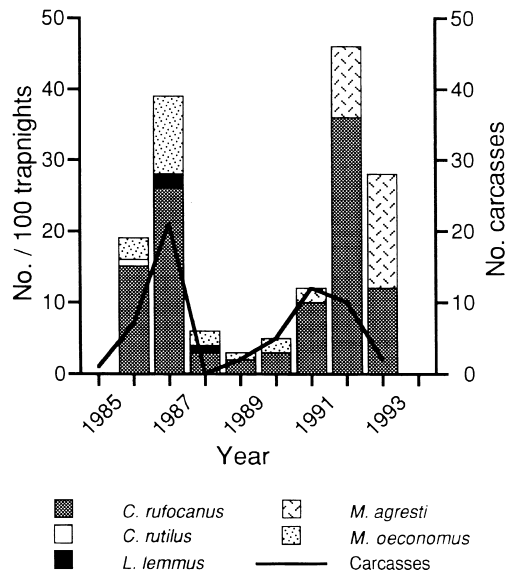 50
40
30
20
10
0
No. / 100 trapnights
50
40
30
20
10
0
No. carcasses
1985
1987
1989
1991
1993
Year
C. rufocanus
C. rutilus
L. lemmus
M. agresti
M. oeconomus
Carcasses